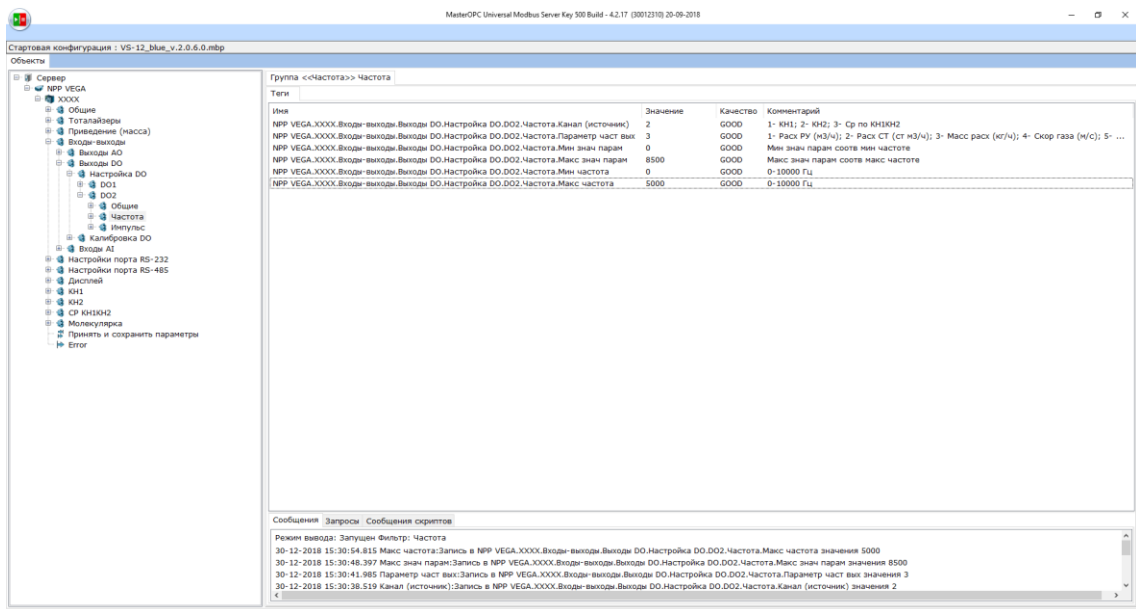 MasterOPC Universal Modbus Server Key 500 Build - 4.2.17 (30012310) 20-09-2018
Стартовая конфигурация : VS-12_blue_v.2.0.6.0.mbp
Объекты
Сервер
NPP VEGA
XXXX
Общие
Тоталайзеры
Приведение (масса)
Входы-выходы
Выходы AO
Выходы DO
Настройка DO
DO1
DO2
Общие
Частота
Импульс
Калибровка DO
Входы AI
Настройки порта RS-232
Настройки порта RS-485
Дисплей
КН1
КН2
СР КН1КН2
Молекулярка
Принять и сохранить параметры
Error
Группа <<Частота>> Частота
Теги
Имя Значение Качество Комментарий
NPP VEGA.XXXX.Входы-выходы.Выходы DO.Настройка DO.DO2.Частота.Канал (источник) 2 GOOD 1- КН1; 2- КН2; 3- Ср по КН1КН2
NPP VEGA.XXXX.Входы-выходы.Выходы DO.Настройка DO.DO2.Частота.Параметр част вых 3 GOOD 1- Расх РУ (м3/ч); 2- Расх СТ (ст м3/ч); 3- Масс расх (кг/ч); 4- Скор газа (м/с); 5- ...
NPP VEGA.XXXX.Входы-выходы.Выходы DO.Настройка DO.DO2.Частота.Мин знач парам 0 GOOD Мин знач парам соотв мин частоте
NPP VEGA.XXXX.Входы-выходы.Выходы DO.Настройка DO.DO2.Частота.Макс знач парам 8500 GOOD Макс знач парам соотв макс частоте
NPP VEGA.XXXX.Входы-выходы.Выходы DO.Настройка DO.DO2.Частота.Мин частота 0 GOOD 0-10000 Гц
NPP VEGA.XXXX.Входы-выходы.Выходы DO.Настройка DO.DO2.Частота.Макс частота 5000 GOOD 0-10000 Гц
Сообщения Запросы Сообщения скриптов
Режим вывода: Запущен Фильтр: Частота
30-12-2018 15:30:54.815 Макс частота:Запись в NPP VEGA.XXXX.Входы-выходы.Выходы DO.Настройка DO.DO2.Частота.Макс частота значения 5000
30-12-2018 15:30:48.397 Макс знач парам:Запись в NPP VEGA.XXXX.Входы-выходы.Выходы DO.Настройка DO.DO2.Частота.Макс знач парам значения 8500
30-12-2018 15:30:41.985 Параметр част вых:Запись в NPP VEGA.XXXX.Входы-выходы.Выходы DO.Настройка DO.DO2.Частота.Параметр част вых значения 3
30-12-2018 15:30:38.519 Канал (источник):Запись в NPP VEGA.XXXX.Входы-выходы.Выходы DO.Настройка DO.DO2.Частота.Канал (источник) значения 2